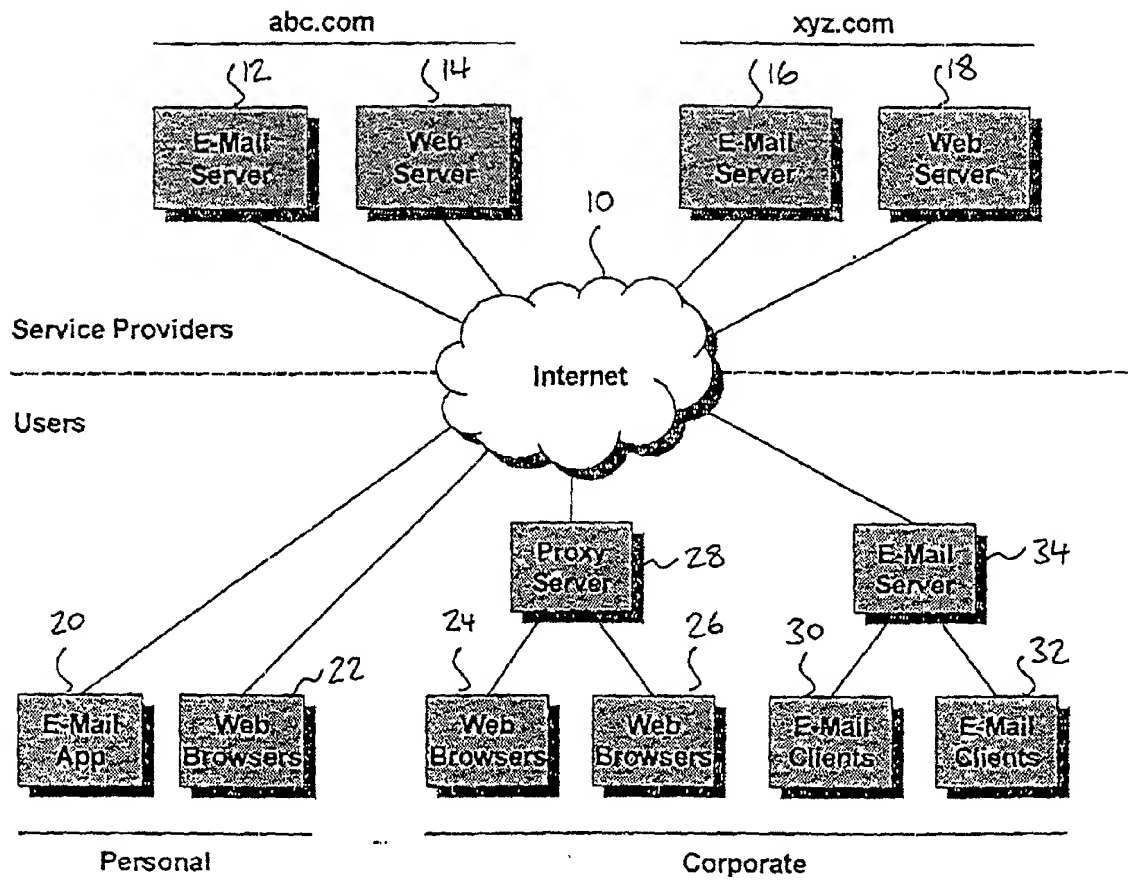 abc.com
xyz.com
12
14
16
18
E-Mail
Server
Web
Server
E-Mail
Server
Web
Server
10
Service Providers
Internet
Users
Proxy
Server
28
E-Mail
Server
34
20
22
24
26
30
32
E-Mail
App
Web
Browsers
Web
Browsers
Web
Browsers
E-Mail
Clients
E-Mail
Clients
Personal
Corporate